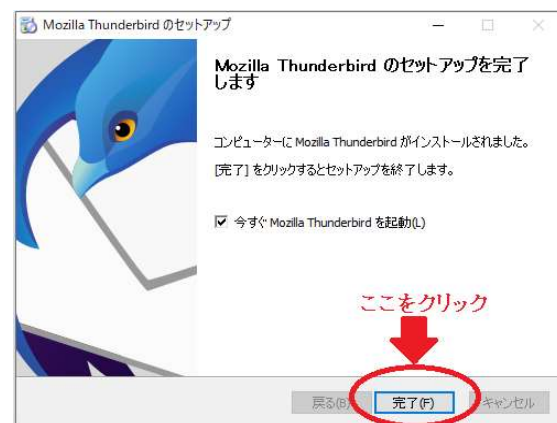 Mozilla Thunderbird のセットアップ
Mozilla Thunderbird のセットアップを完了
します
コンピューターに Mozilla Thunderbird がインストールされました。
[完了] をクリックするとセットアップを終了します。
今すぐ Mozilla Thunderbird を起動(L)
ここをクリック
戻る(B) 完了(F) キャンセル